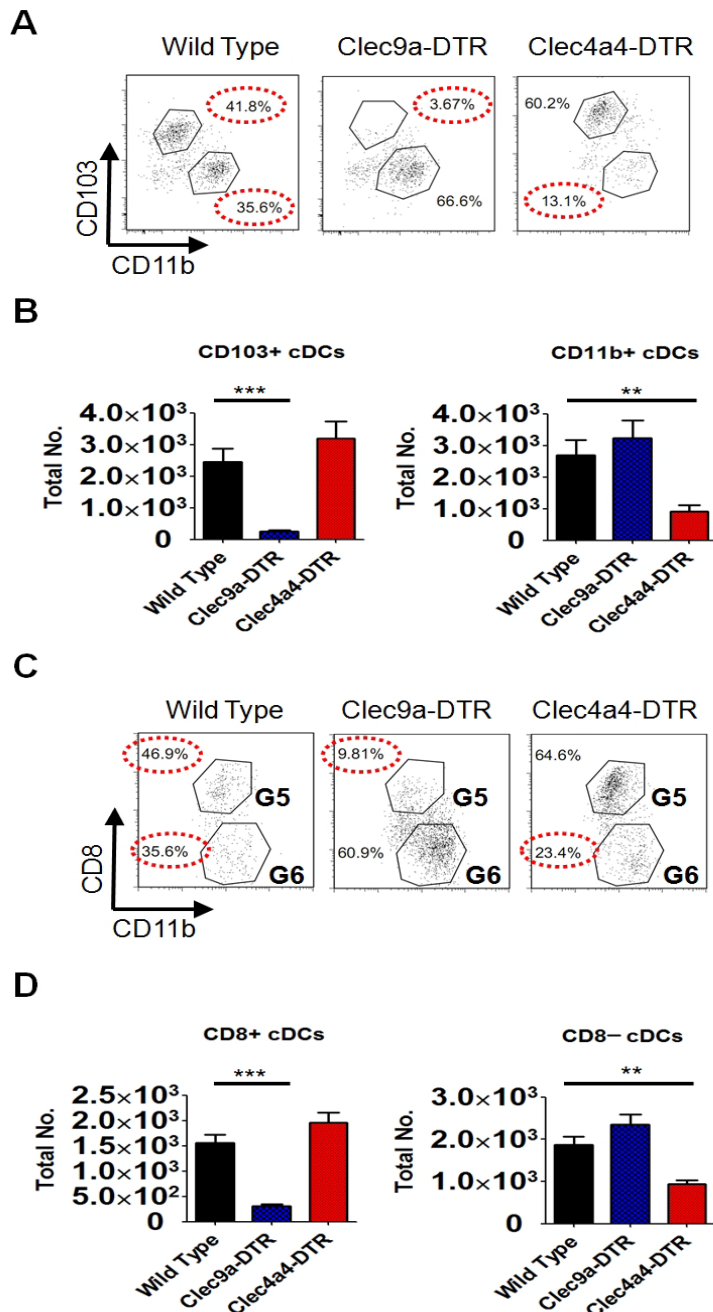 A
Wild Type
Clec9a-DTR
Clec4a4-DTR
41.8%
35.6%
3.67%
66.6%
60.2%
13.1%
CD103
CD11b
B
CD103+ cDCs
***
Total No.
4.0×10³
3.0×10³
2.0×10³
1.0×10³
0
Wild Type
Clec9a-DTR
Clec4a4-DTR
CD11b+ cDCs
**
Total No.
4.0×10³
3.0×10³
2.0×10³
1.0×10³
0
Wild Type
Clec9a-DTR
Clec4a4-DTR
C
Wild Type
Clec9a-DTR
Clec4a4-DTR
46.9%
G5
35.6%
G6
9.81%
G5
60.9%
G6
64.6%
G5
23.4%
G6
CD8
CD11b
D
CD8+ cDCs
***
Total No.
2.5×10³
2.0×10³
1.5×10³
1.0×10³
5.0×10²
0
Wild Type
Clec9a-DTR
Clec4a4-DTR
CD8− cDCs
**
Total No.
3.0×10³
2.0×10³
1.0×10³
0
Wild Type
Clec9a-DTR
Clec4a4-DTR